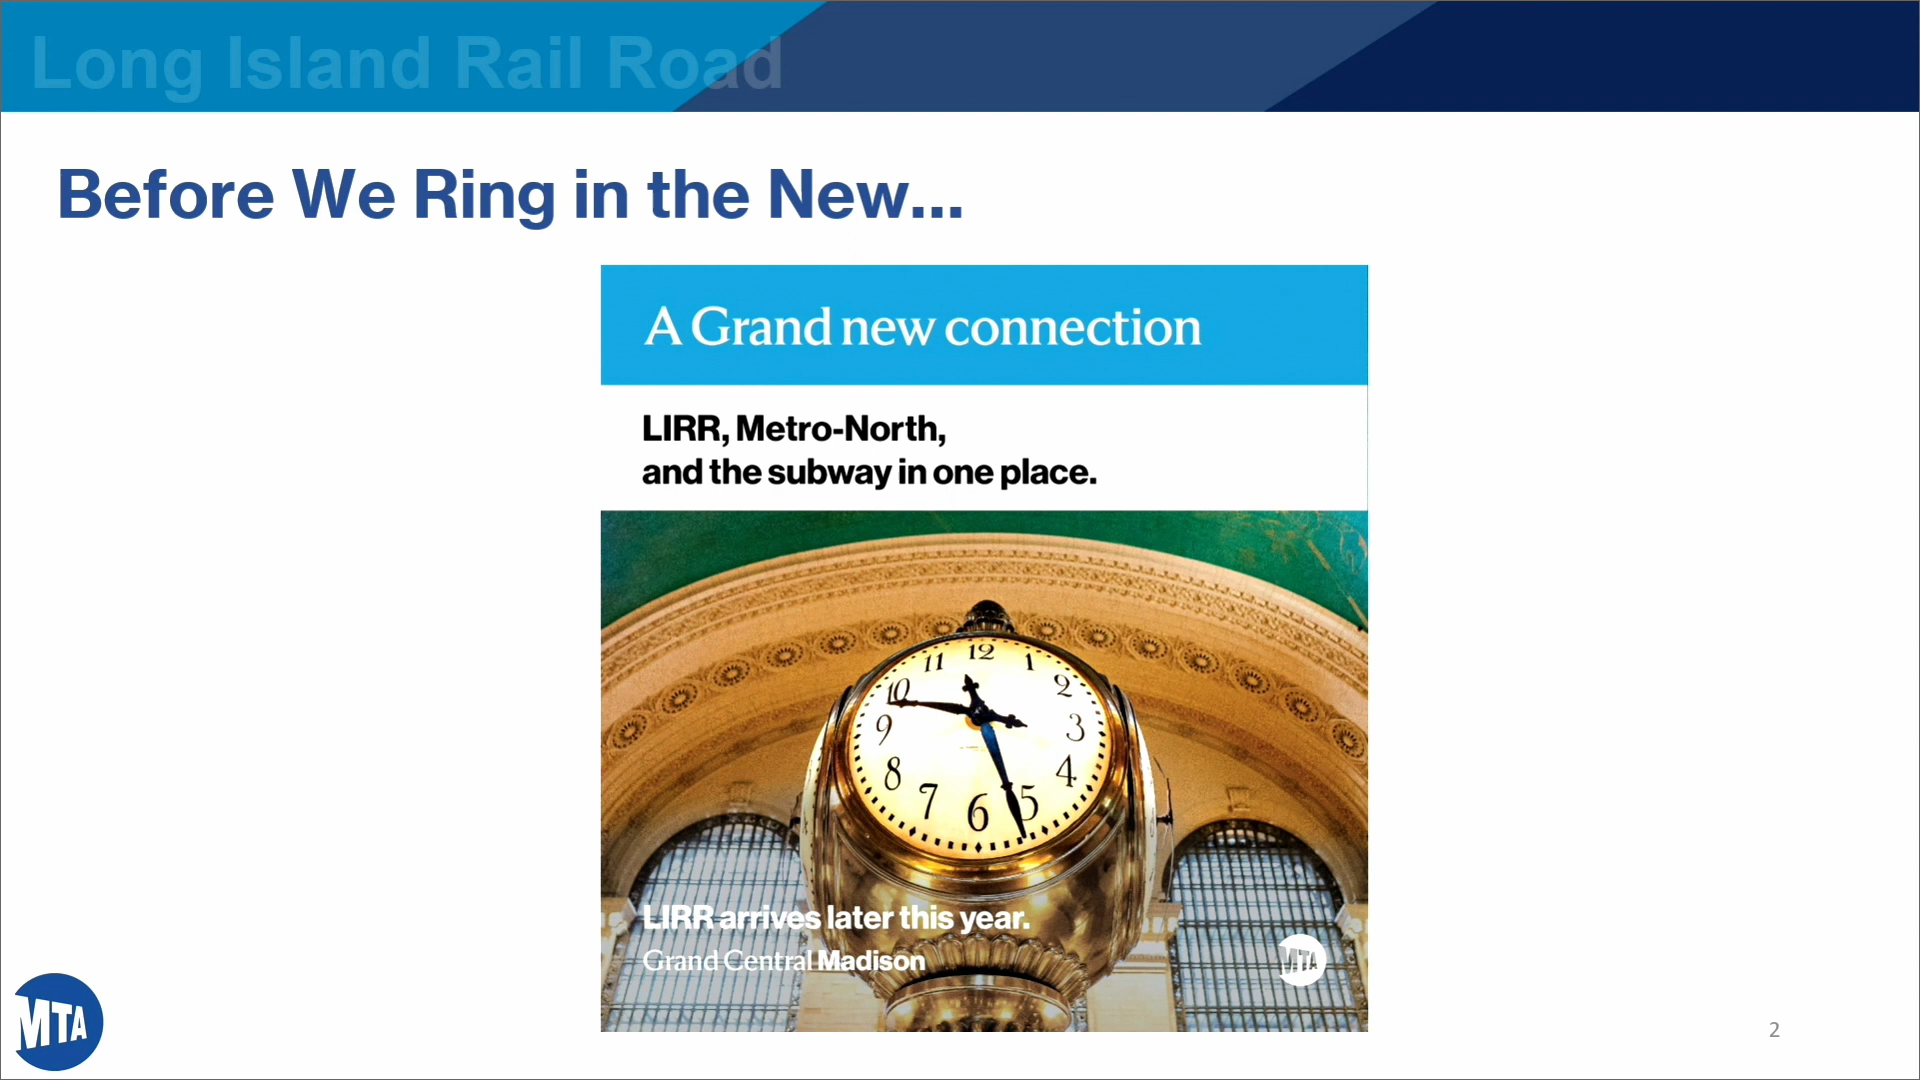 Long Island Rail Road
Before We Ring in the New...
A Grand new connection
LIRR, Metro-North,
and the subway in one place.
12
11
1
10
2
9
3
8
4
7
6
5
LIRR arrives later this year.
Grand Central Madison
MTA
MTA
2